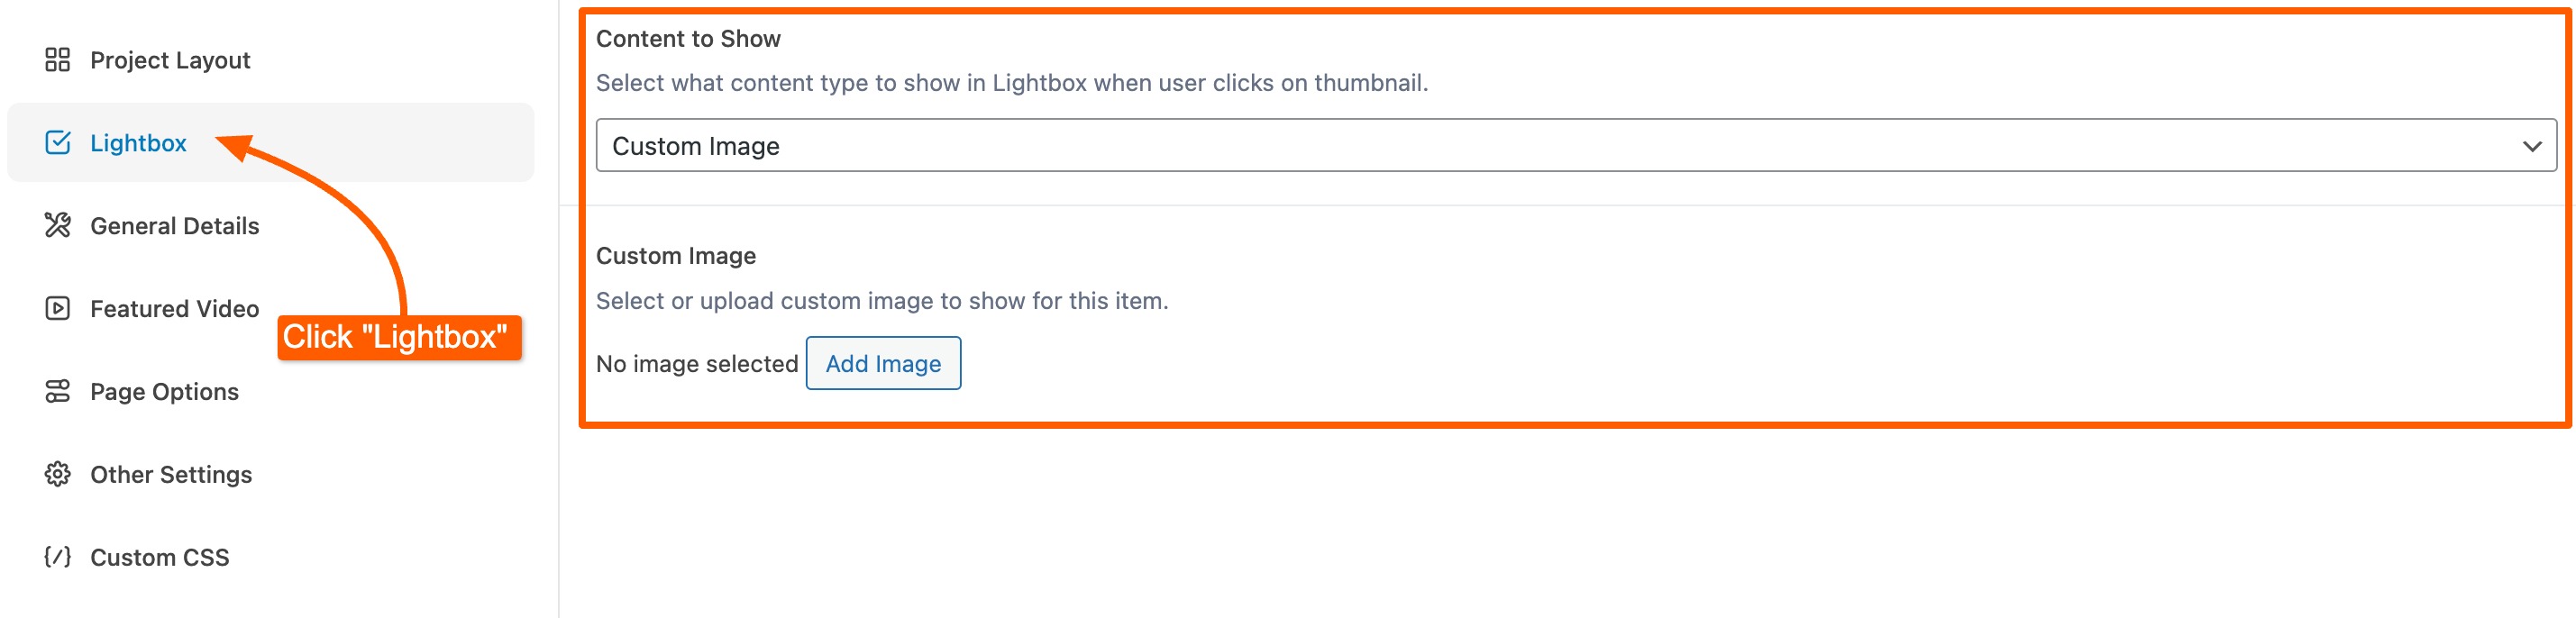 Project Layout
Lightbox
General Details
Featured Video
Click "Lightbox"
Page Options
Other Settings
Custom CSS
Content to Show
Select what content type to show in Lightbox when user clicks on thumbnail.
Custom Image
Custom Image
Select or upload custom image to show for this item.
No image selected Add Image